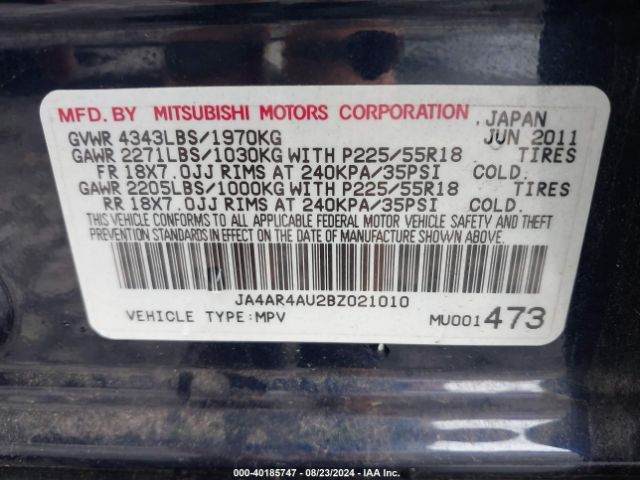 MFD. BY MITSUBISHI MOTORS CORPORATION JAPAN
GVWR 4343LBS/1970KG JUN 2011
GAWR 2271LBS/1030KG WITH P225/55R18 TIRES
FR 18X7.0JJ RIMS AT 240KPA/35PSI COLD.
GAWR 2205LBS/1000KG WITH P225/55R18 TIRES
RR 18X7.0JJ RIMS AT 240KPA/35PSI COLD.
THIS VEHICLE CONFORMS TO ALL APPLICABLE FEDERAL MOTOR VEHICLE SAFETY AND THEFT
PREVENTION STANDARDS IN EFFECT ON THE DATE OF MANUFACTURE SHOWN ABOVE.
JA4AR4AU2BZ021010
VEHICLE TYPE:MPV MU001473
© - #40185747 - 08/23/2024 - IAA Inc.